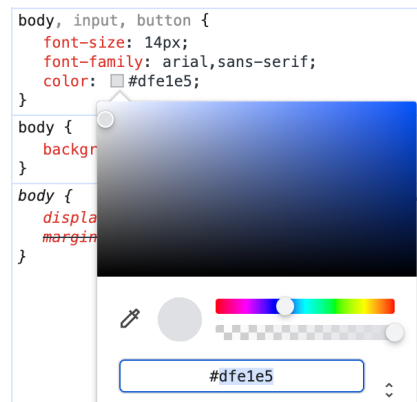 body, input, button {
font-size: 14px;
font-family: arial,sans-serif;
color: #dfe1e5;
}
body {
backgr
}
body {
displa
margin
}
#dfe1e5